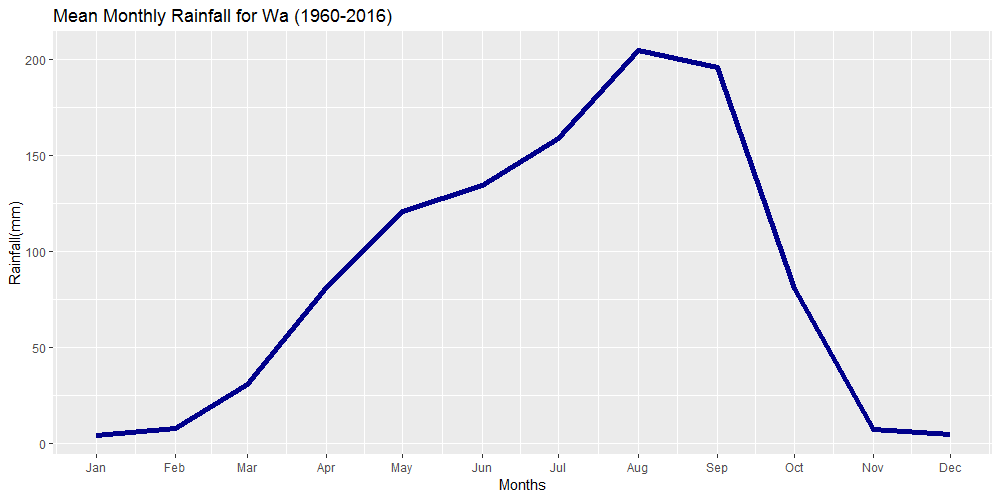 Mean Monthly Rainfall for Wa (1960-2016)
Rainfall(mm)
200
150
100
50
0
Jan Feb Mar Apr May Jun Jul Aug Sep Oct Nov Dec
Months